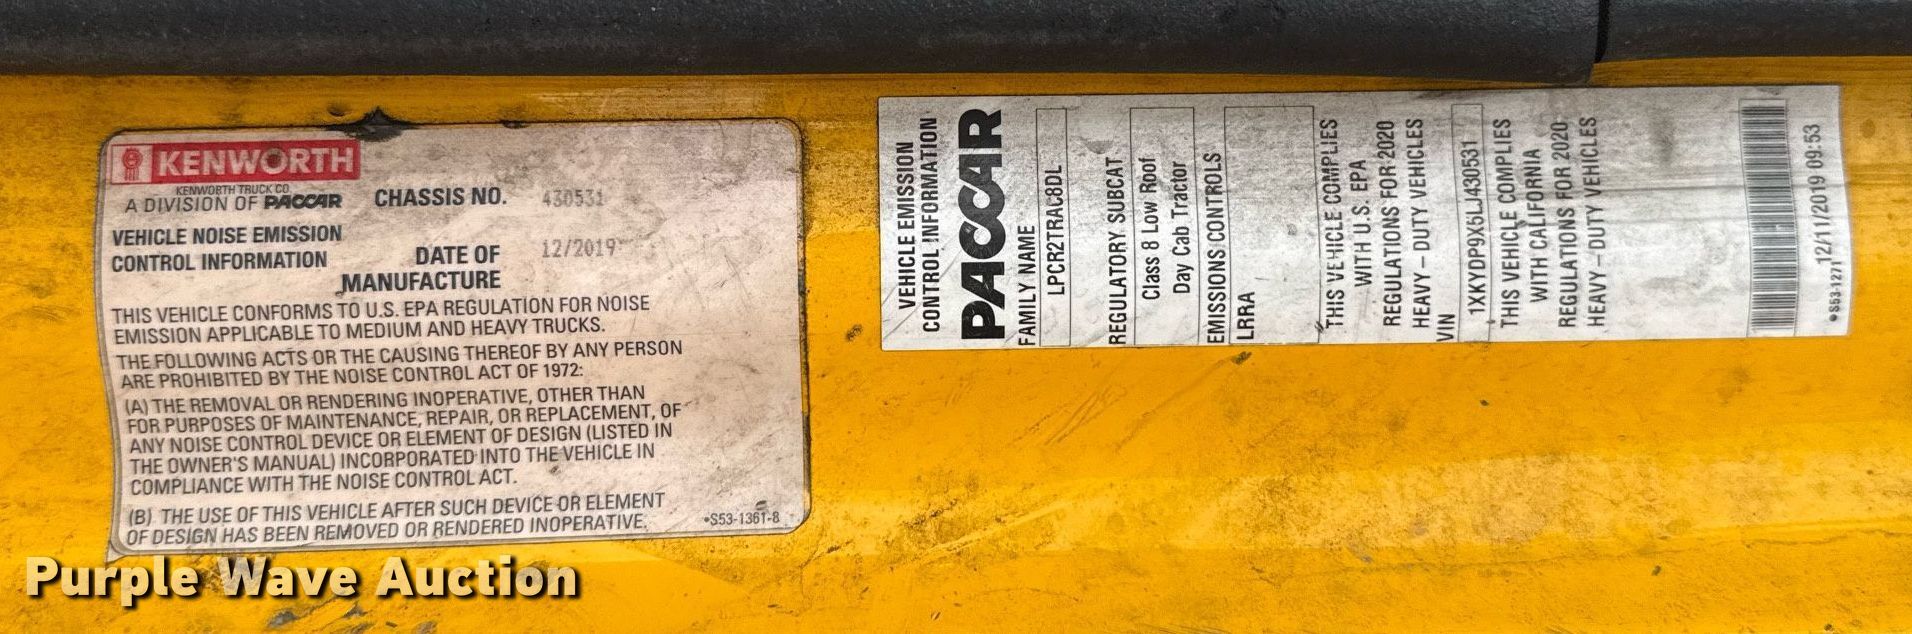 KENWORTH
KENWORTH TRUCK CO.
A DIVISION OF PACCAR
CHASSIS NO. 430531
VEHICLE NOISE EMISSION
CONTROL INFORMATION
DATE OF
MANUFACTURE
12/2019
THIS VEHICLE CONFORMS TO U.S. EPA REGULATION FOR NOISE
EMISSION APPLICABLE TO MEDIUM AND HEAVY TRUCKS.
THE FOLLOWING ACTS OR THE CAUSING THEREOF BY ANY PERSON
ARE PROHIBITED BY THE NOISE CONTROL ACT OF 1972:
(A) THE REMOVAL OR RENDERING INOPERATIVE, OTHER THAN
FOR PURPOSES OF MAINTENANCE, REPAIR, OR REPLACEMENT, OF
ANY NOISE CONTROL DEVICE OR ELEMENT OF DESIGN (LISTED IN
THE OWNER'S MANUAL) INCORPORATED INTO THE VEHICLE IN
COMPLIANCE WITH THE NOISE CONTROL ACT.
(B) THE USE OF THIS VEHICLE AFTER SUCH DEVICE OR ELEMENT
OF DESIGN HAS BEEN REMOVED OR RENDERED INOPERATIVE.
•S53-1361-8
VEHICLE EMISSION
CONTROL INFORMATION
PACCAR
FAMILY NAME
LPCR2TRAC8DL
REGULATORY SUBCAT
Class 8 Low Roof
Day Cab Tractor
EMISSIONS CONTROLS
LRRA
THIS VEHICLE COMPLIES
WITH U.S. EPA
REGULATIONS FOR 2020
HEAVY-DUTY VEHICLES
VIN
1XKYDP9X5LJ430531
THIS VEHICLE COMPLIES
WITH CALIFORNIA
REGULATIONS FOR 2020
HEAVY-DUTY VEHICLES
12/11/2019 09:53
•S53-1271
Purple Wave Auction